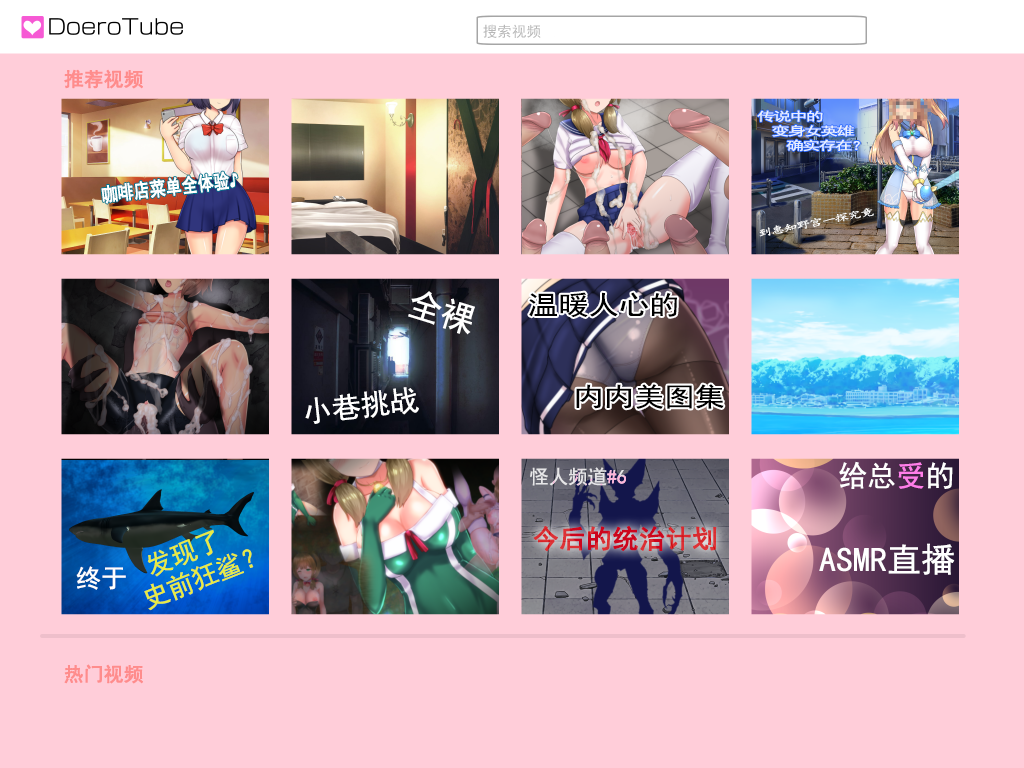 DoeroTube
搜索视频
推荐视频
咖啡店菜单全体验♪
传说中的
变身女英雄
确实存在?
到惠知野宫一探究竟
全裸
小巷挑战
温暖人心的
内内美图集
终于
发现了
史前狂鲨?
怪人频道#6
今后的统治计划
给总受的
ASMR直播
热门视频